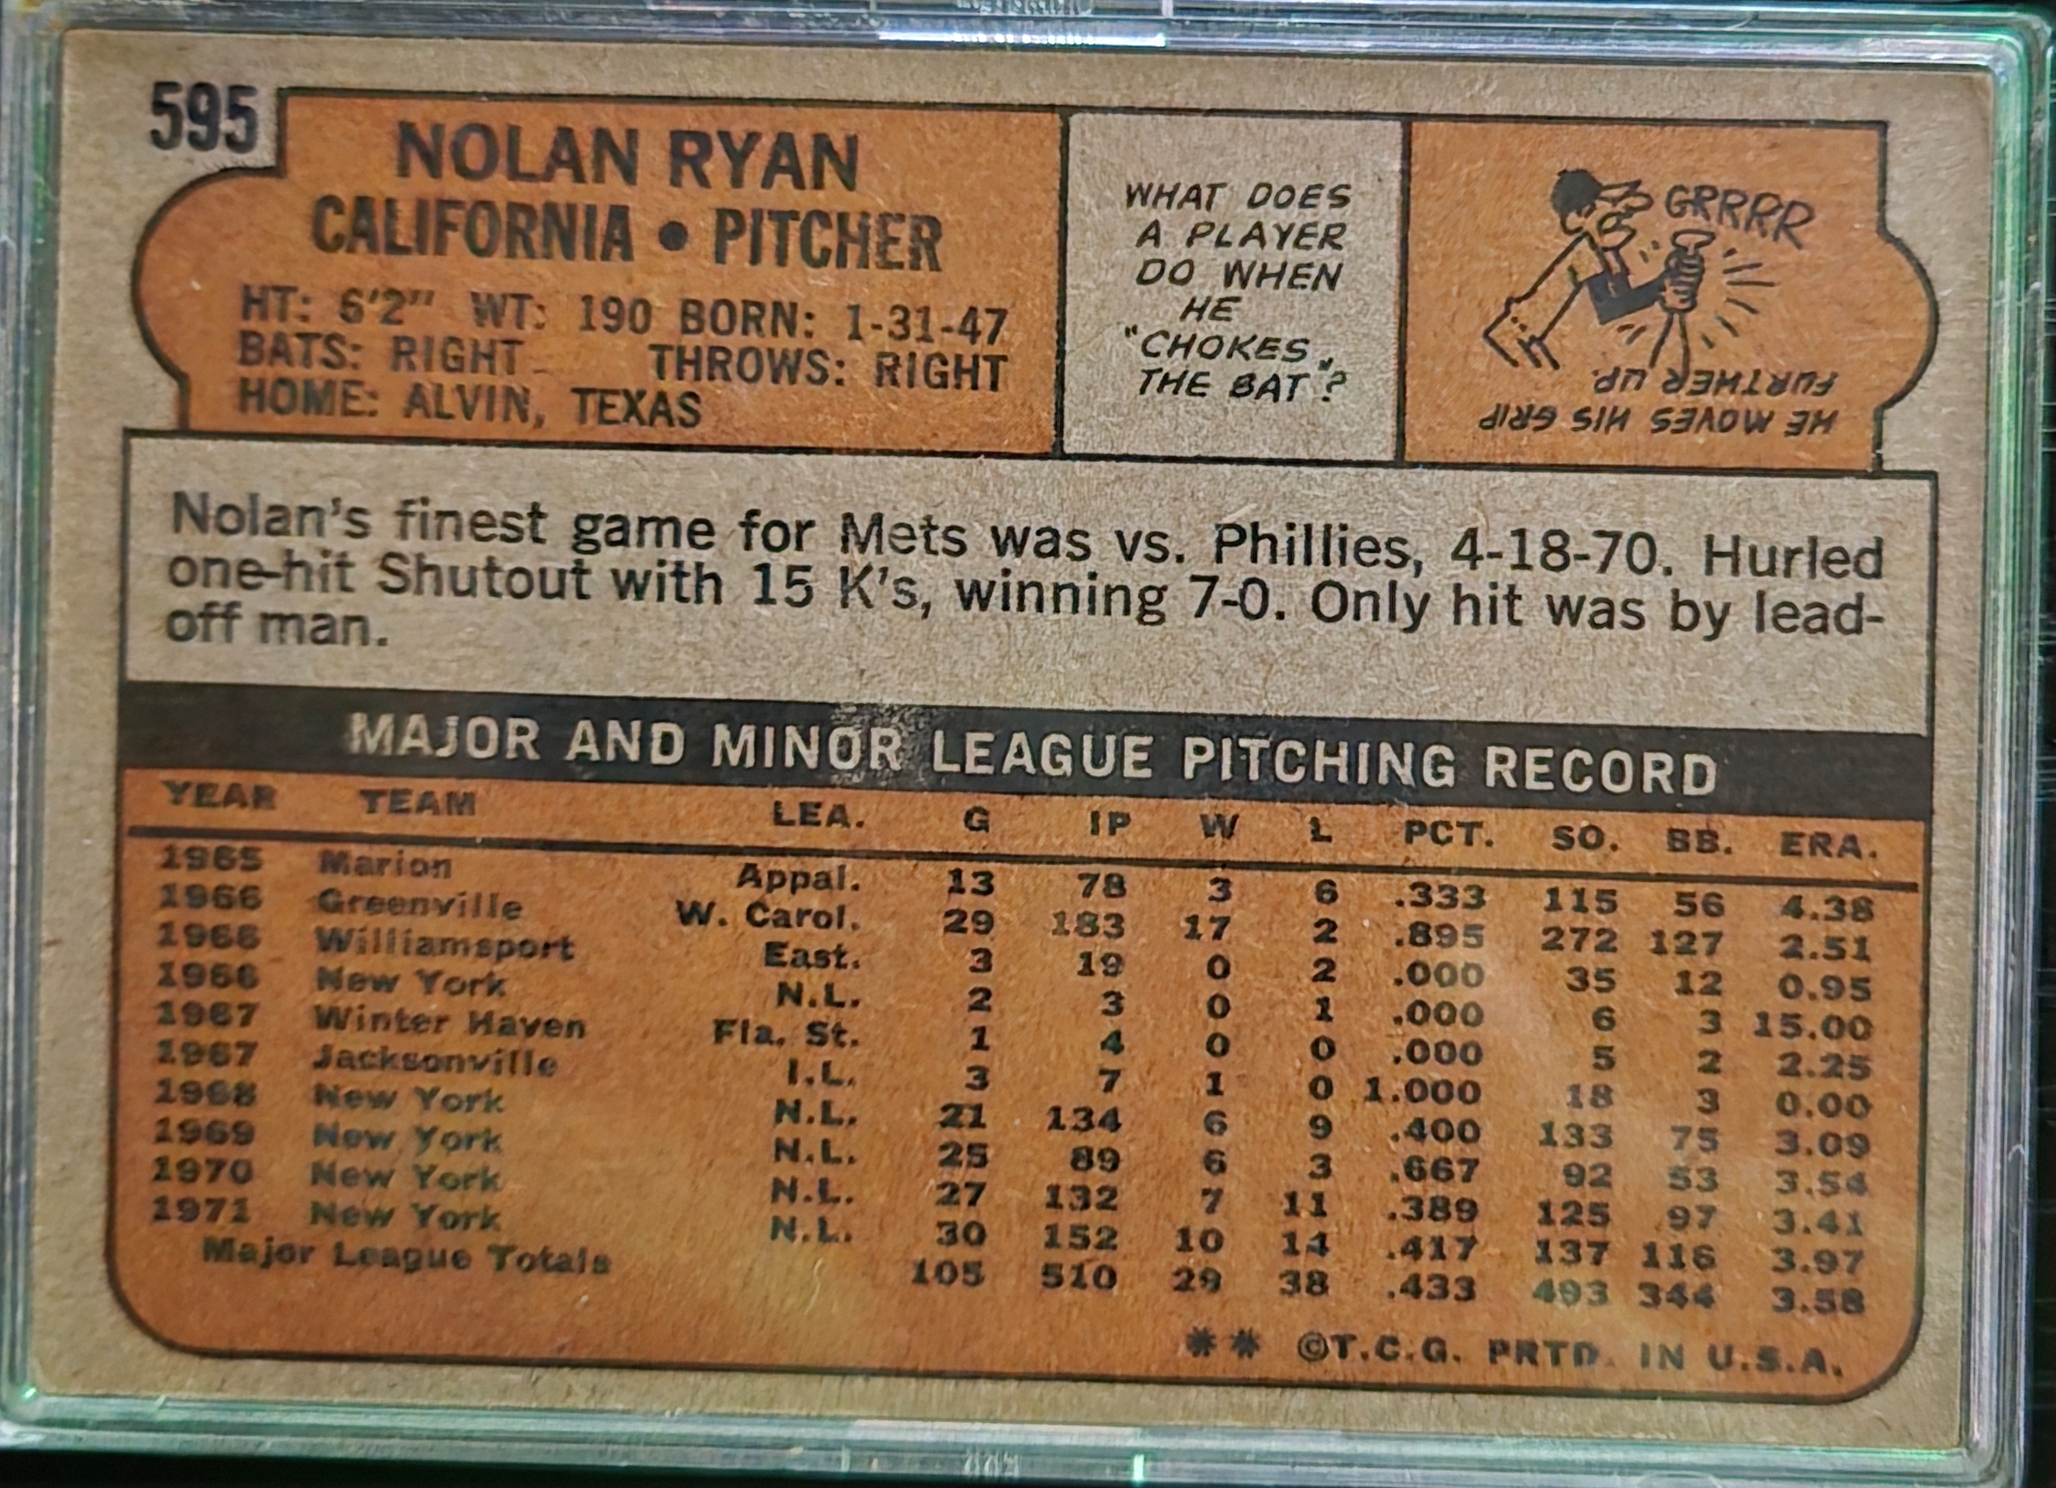 595
NOLAN RYAN
CALIFORNIA • PITCHER
HT: 6'2" WT: 190 BORN: 1-31-47
BATS: RIGHT THROWS: RIGHT
HOME: ALVIN, TEXAS
WHAT DOES
A PLAYER
DO WHEN
HE
"CHOKES
THE BAT"?
GRRRR
HE MOVES HIS GRIP
FURTHER UP.
Nolan's finest game for Mets was vs. Phillies, 4-18-70. Hurled
one-hit Shutout with 15 K's, winning 7-0. Only hit was by lead-
off man.
MAJOR AND MINOR LEAGUE PITCHING RECORD
YEAR TEAM LEA. G IP W L PCT. SO. BB. ERA.
1965 Marion Appal. 13 78 3 6 .333 115 56 4.38
1966 Greenville W. Carol. 29 183 17 2 .895 272 127 2.51
1966 Williamsport East. 3 19 0 2 .000 35 12 0.95
1966 New York N.L. 2 3 0 1 .000 6 3 15.00
1967 Winter Haven Fla. St. 1 4 0 0 .000 5 2 2.25
1967 Jacksonville I.L. 3 7 1 0 1.000 18 3 0.00
1968 New York N.L. 21 134 6 9 .400 133 75 3.09
1969 New York N.L. 25 89 6 3 .667 92 53 3.54
1970 New York N.L. 27 132 7 11 .389 125 97 3.41
1971 New York N.L. 30 152 10 14 .417 137 116 3.97
Major League Totals 105 510 29 38 .433 493 344 3.58
** ©T.C.G. PRTD. IN U.S.A.